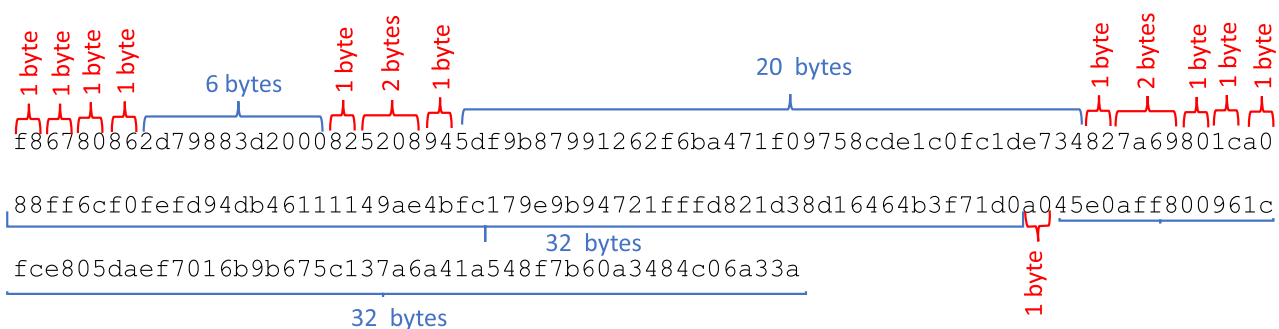 1 byte 1 byte 1 byte 1 byte 6 bytes 1 byte 2 bytes 1 byte 20 bytes 1 byte 2 bytes 1 byte 1 byte 1 byte
f86780862d79883d2000825208945df9b87991262f6ba471f09758cde1c0fc1de734827a69801ca0
88ff6cf0fefd94db46111149ae4bfc179e9b94721fffd821d38d16464b3f71d0a045e0aff800961c
32 bytes 1 byte
fce805daef7016b9b675c137a6a41a548f7b60a3484c06a33a
32 bytes